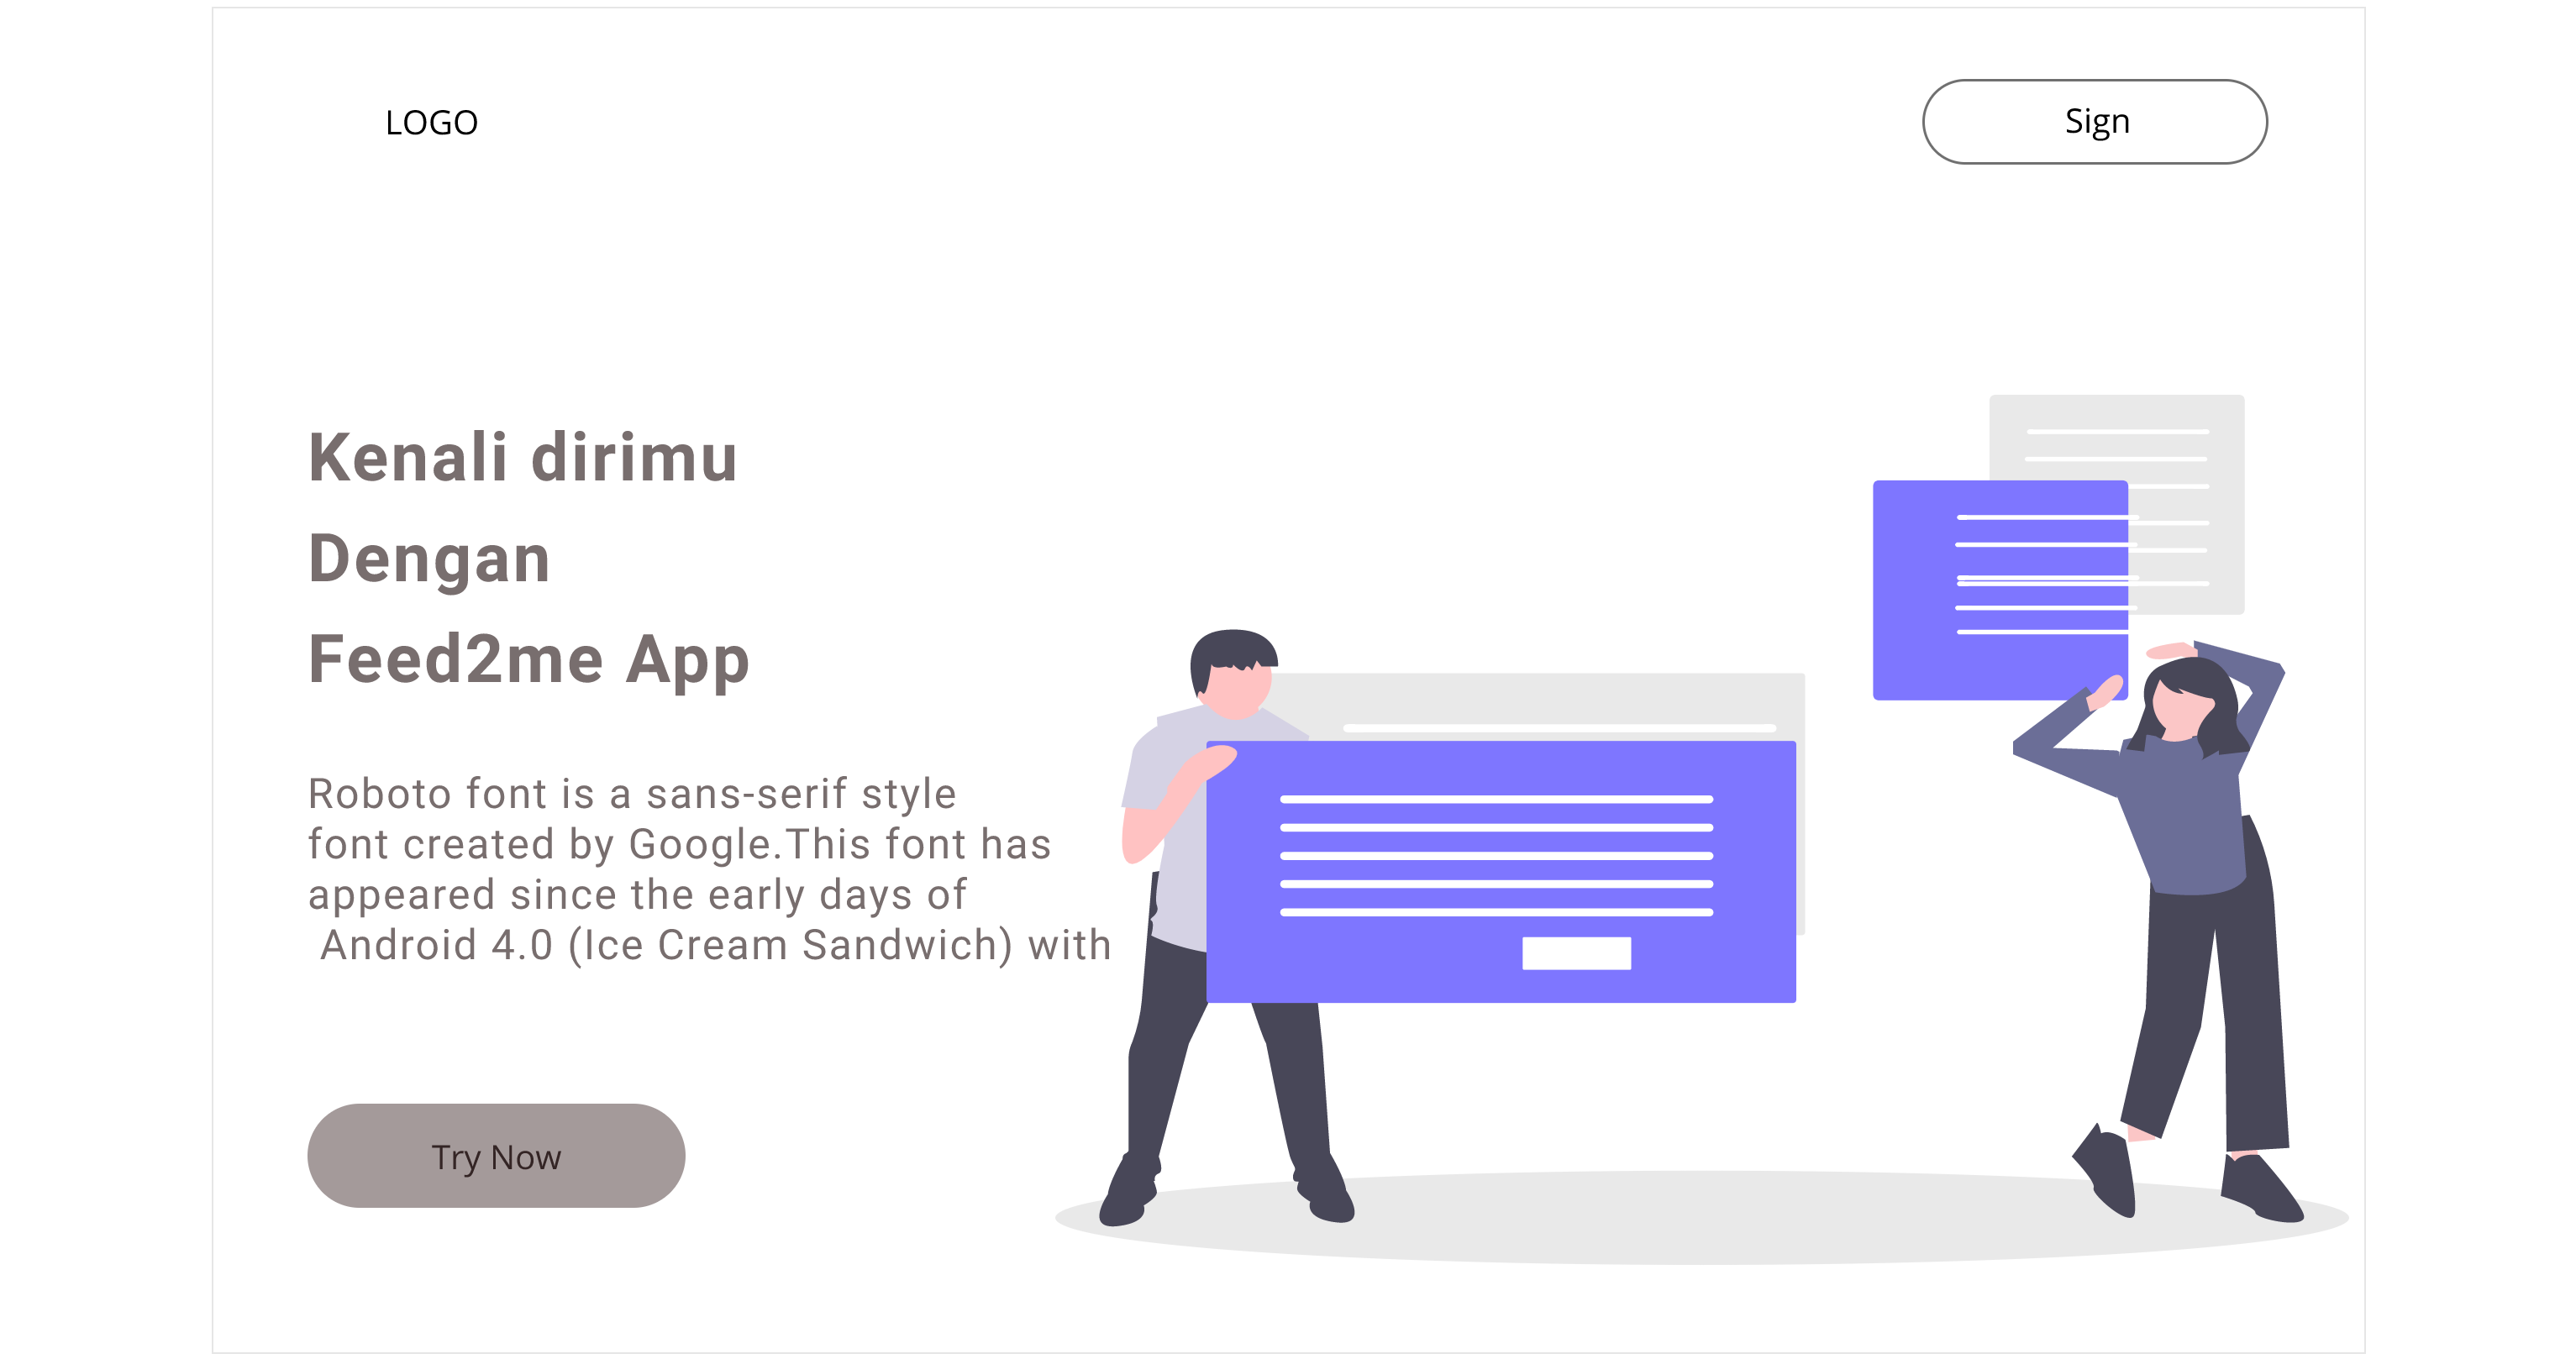 LOGO
Sign
Kenali dirimu
Dengan
Feed2me App
Roboto font is a sans-serif style
font created by Google.This font has
appeared since the early days of
Android 4.0 (Ice Cream Sandwich) with
Try Now